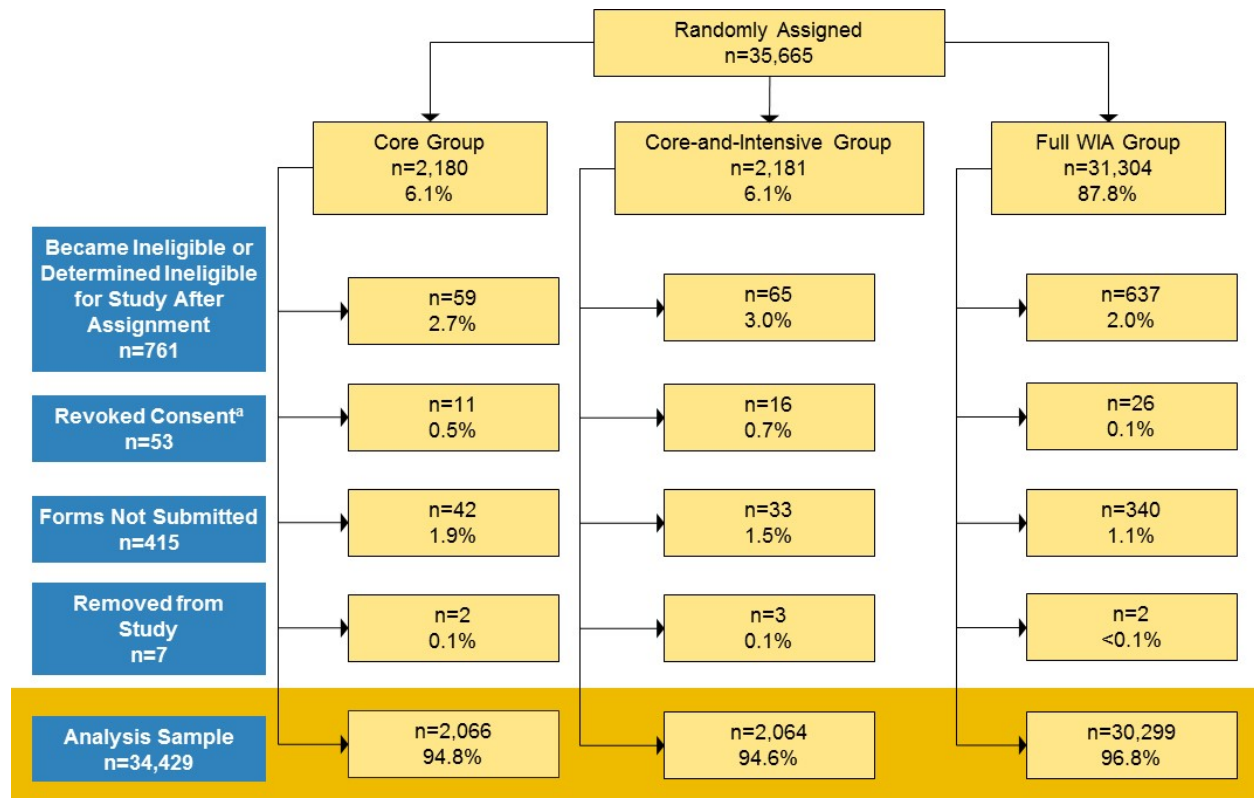 Randomly Assigned
n=35,665
Core Group
n=2,180
6.1%
Core-and-Intensive Group
n=2,181
6.1%
Full WIA Group
n=31,304
87.8%
Became Ineligible or
Determined Ineligible
for Study After
Assignment
n=761
n=59
2.7%
n=65
3.0%
n=637
2.0%
Revoked Consentᵃ
n=53
n=11
0.5%
n=16
0.7%
n=26
0.1%
Forms Not Submitted
n=415
n=42
1.9%
n=33
1.5%
n=340
1.1%
Removed from
Study
n=7
n=2
0.1%
n=3
0.1%
n=2
<0.1%
Analysis Sample
n=34,429
n=2,066
94.8%
n=2,064
94.6%
n=30,299
96.8%